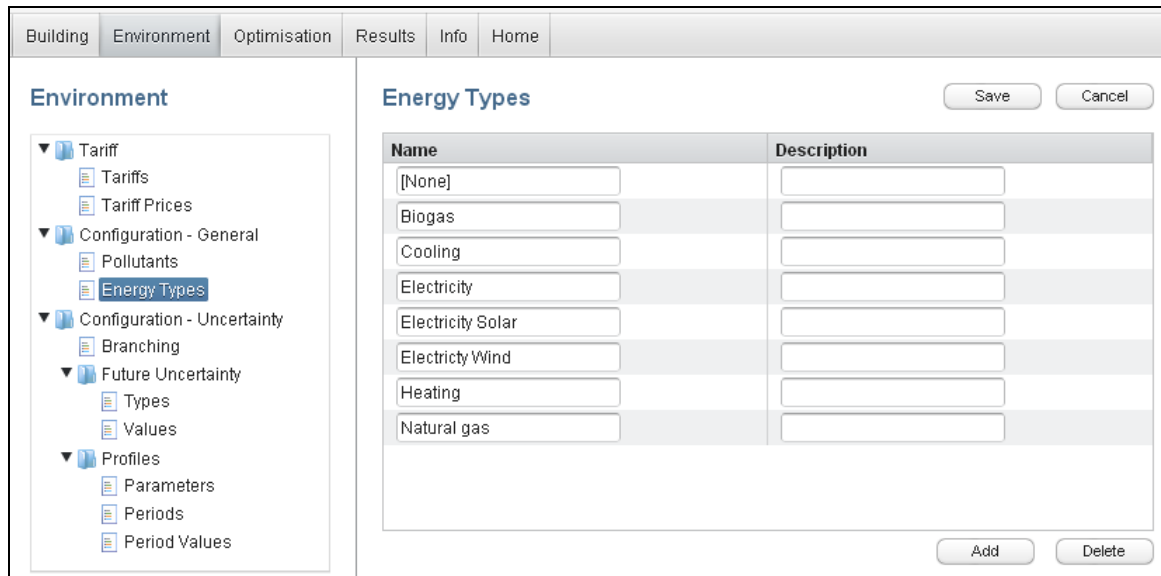 Building Environment Optimisation Results Info Home
Environment
Tariff
Tariffs
Tariff Prices
Configuration - General
Pollutants
Energy Types
Configuration - Uncertainty
Branching
Future Uncertainty
Types
Values
Profiles
Parameters
Periods
Period Values
Energy Types Save Cancel
Name Description
[None]
Biogas
Cooling
Electricity
Electricity Solar
Electricty Wind
Heating
Natural gas
Add Delete